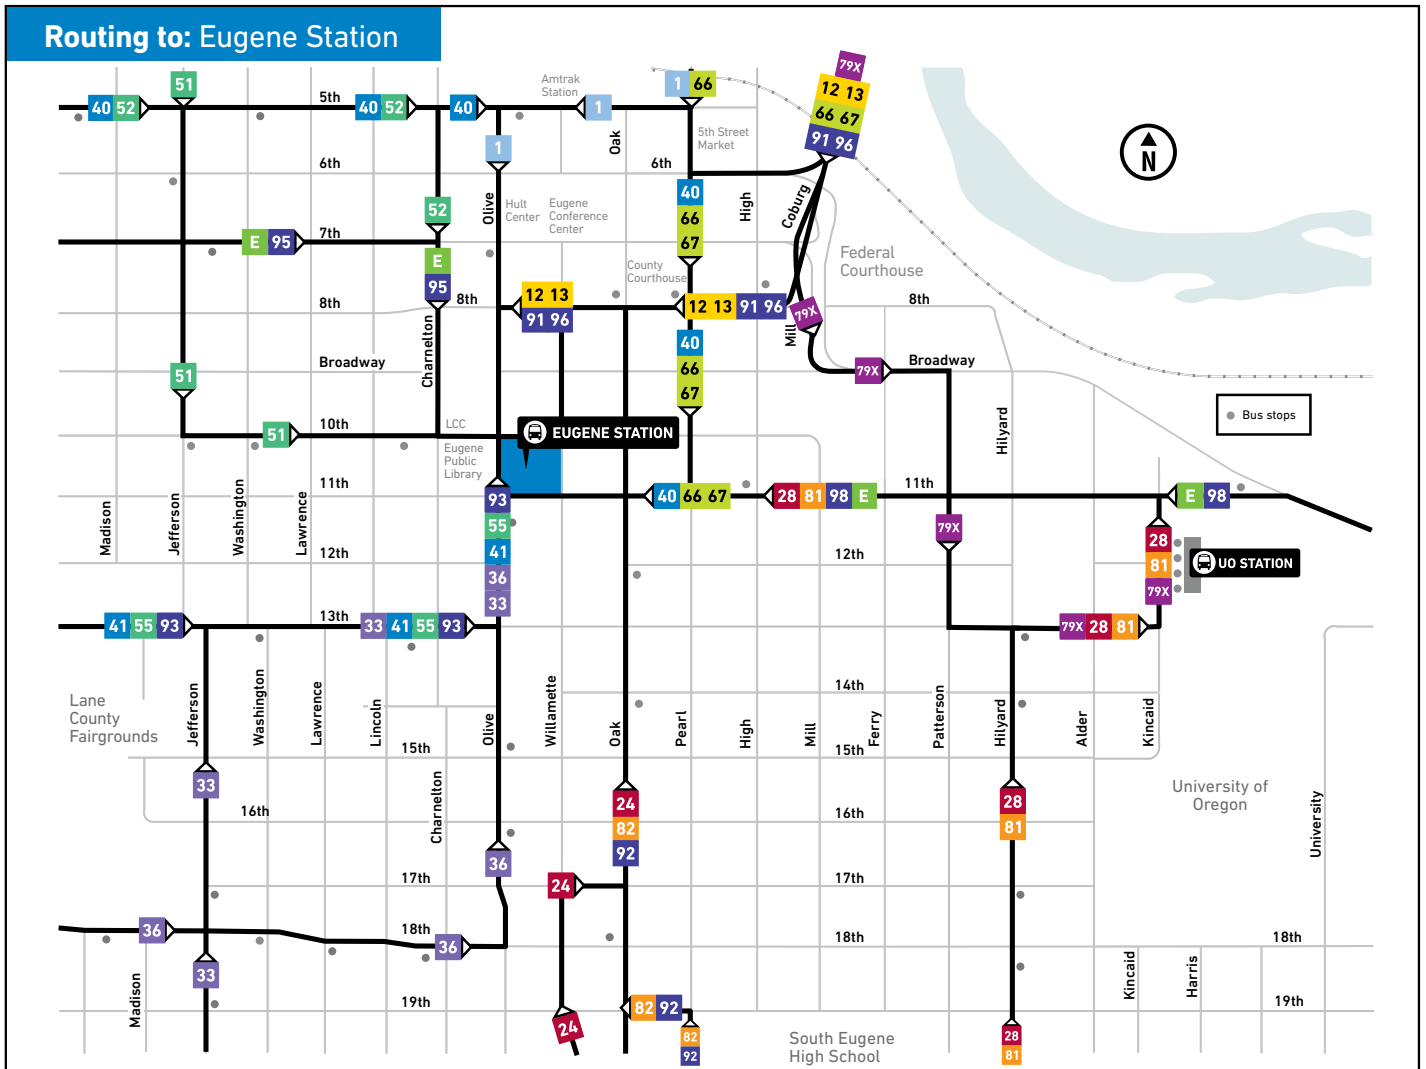 Routing to: Eugene Station
79X
51
Amtrak
Station
1 66
12 13
40 52
5th
40 52
40
1
66 67
Oak
5th Street
Market
91 96
1
6th
6th
N
40
66
67
52
Olive
Hult
Center
Eugene
Conference
Center
High
Coburg
E 95
7th
Federal
Courthouse
E
95
County
Courthouse
8th
8th
12 13
91 96
12 13 91 96
79X
8th
Mill
40
66
67
Charnelton
Broadway
51
79X
Broadway
Bus stops
51
10th
LCC
EUGENE STATION
Hilyard
Eugene
Public
Library
11th
93
40 66 67
28 81 98 E
11th
E 98
Madison
Jefferson
Washington
Lawrence
55
41
36
33
79X
28
81
79X
12th
12th
UO STATION
41 55 93
13th
33 41 55 93
79X 28 81
Lane
County
Fairgrounds
Jefferson
Washington
Lawrence
Lincoln
Olive
Willamette
Oak
Pearl
High
Mill
Ferry
Patterson
Hilyard
Alder
Kincaid
14th
15th
15th
33
Charnelton
24
82
92
28
81
University of
Oregon
University
16th
16th
36
17th
24
17th
36
18th
36
18th
18th
33
Madison
Kincaid
Harris
19th
82 92
19th
24
82
92
South Eugene
High School
28
81